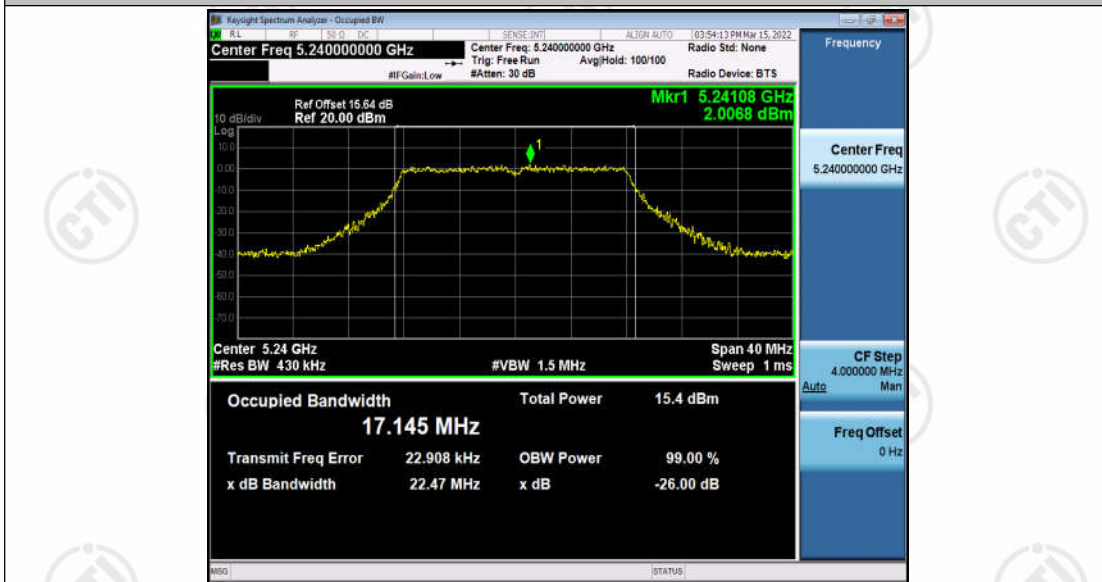 Keysight Spectrum Analyzer - Occupied BW
RL RF 50 Ω DC SENSE:INT ALIGN AUTO 03:54:13 PM Mar 15, 2022
Center Freq 5.240000000 GHz
Center Freq: 5.240000000 GHz
Radio Std: None
Trig: Free Run Avg|Hold: 100/100
#IFGain:Low #Atten: 30 dB Radio Device: BTS
Frequency
Mkr1 5.24108 GHz
2.0068 dBm
Ref Offset 15.64 dB
10 dB/div Ref 20.00 dBm
Log
10.0
0.00
-10.0
-20.0
-30.0
-40.0
-50.0
-60.0
-70.0
1
Center 5.24 GHz Span 40 MHz
#Res BW 430 kHz #VBW 1.5 MHz Sweep 1 ms
Center Freq
5.240000000 GHz
CF Step
4.000000 MHz
Auto Man
Freq Offset
0 Hz
Occupied Bandwidth Total Power 15.4 dBm
17.145 MHz
Transmit Freq Error 22.908 kHz OBW Power 99.00 %
x dB Bandwidth 22.47 MHz x dB -26.00 dB
MSG STATUS
CTI
CTI